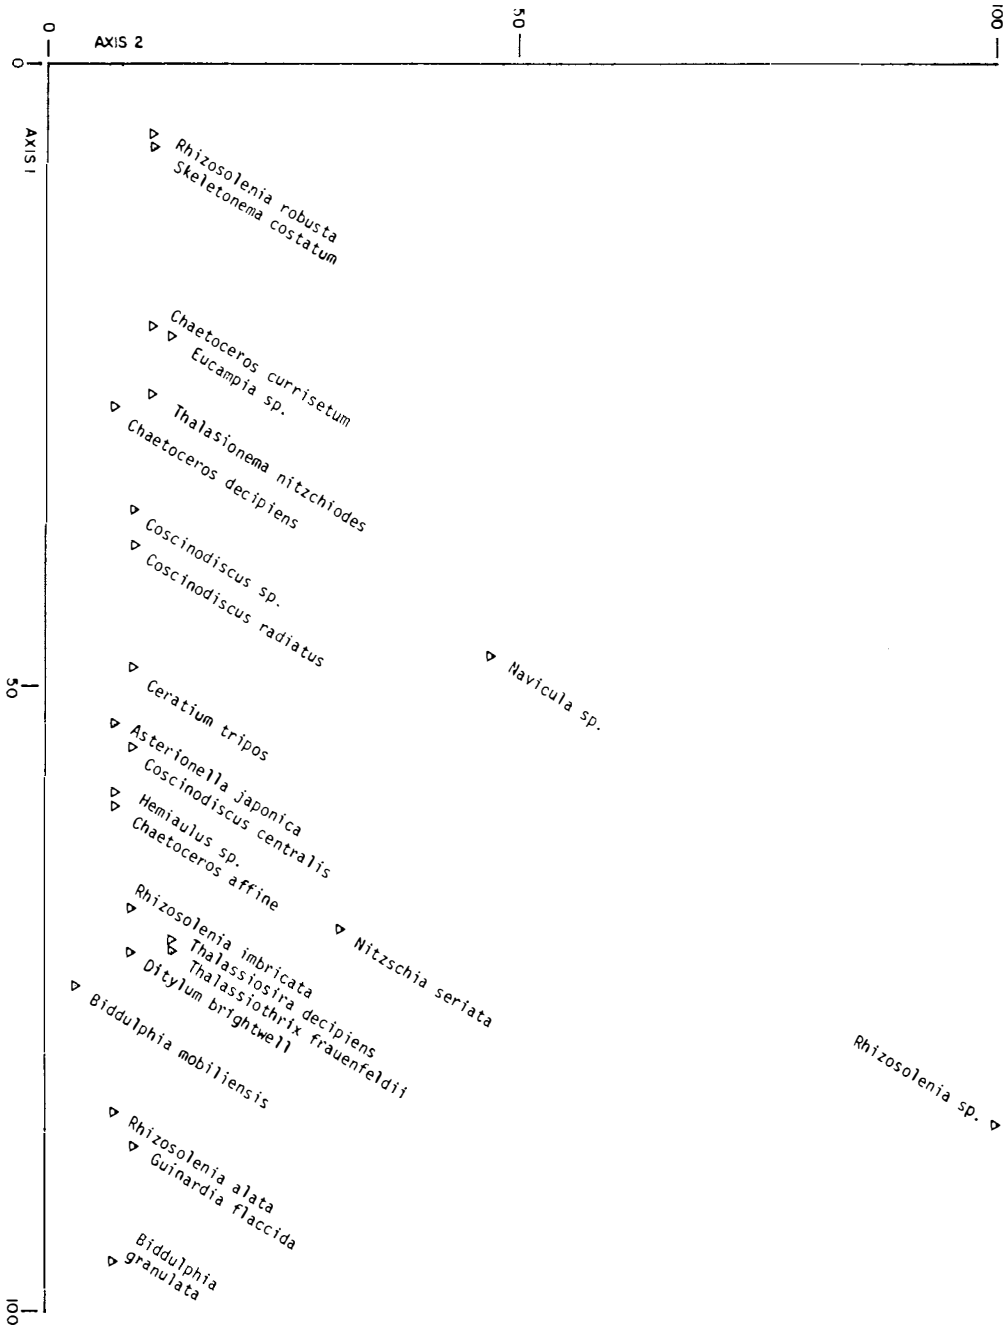 0
50
100
AXIS 2
0
AXIS 1
Rhizosolenia robusta
Skeletonema costatum
Chaetoceros currisetum
Eucampia sp.
Thalasionema nitzchiodes
Chaetoceros decipiens
Coscinodiscus sp.
Coscinodiscus radiatus
Navicula sp.
50
Ceratium tripos
Asterionella japonica
Coscinodiscus centralis
Hemiaulus sp.
Chaetoceros affine
Rhizosolenia imbricata
Nitzschia seriata
Thalassiosira decipiens
Thalassiothrix frauenfeldii
Ditylum brightwell
Biddulphia mobiliensis
Rhizosolenia sp.
Rhizosolenia alata
Guinardia flaccida
Biddulphia
granulata
100